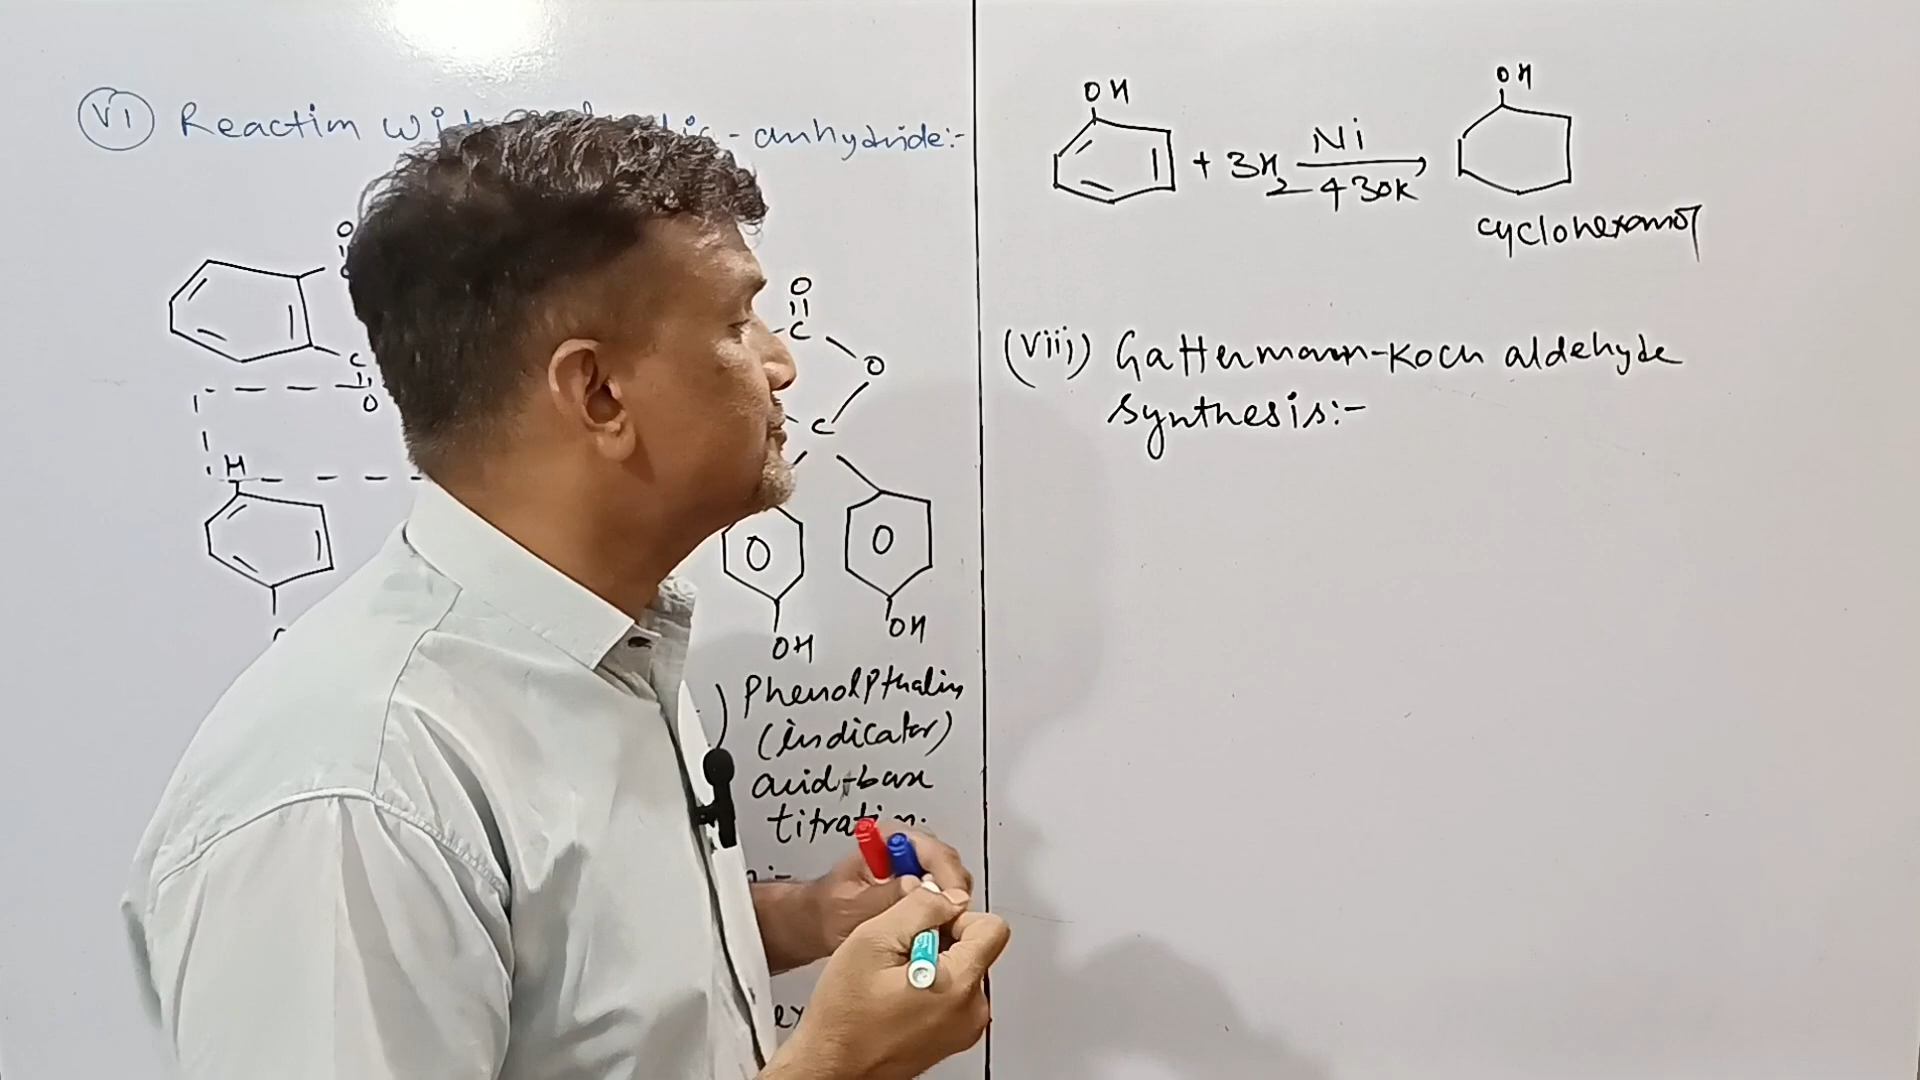 VI Reaction with - anhydride:-
O
C
O
H
O
C
O
C
OH
OH
Phenolpthalin
(indicator)
acid-base
titration.
OH
+ 3H2 Ni 430K
OH
cyclohexanol
(Viii) Gattermann-Koch aldehyde
synthesis:-